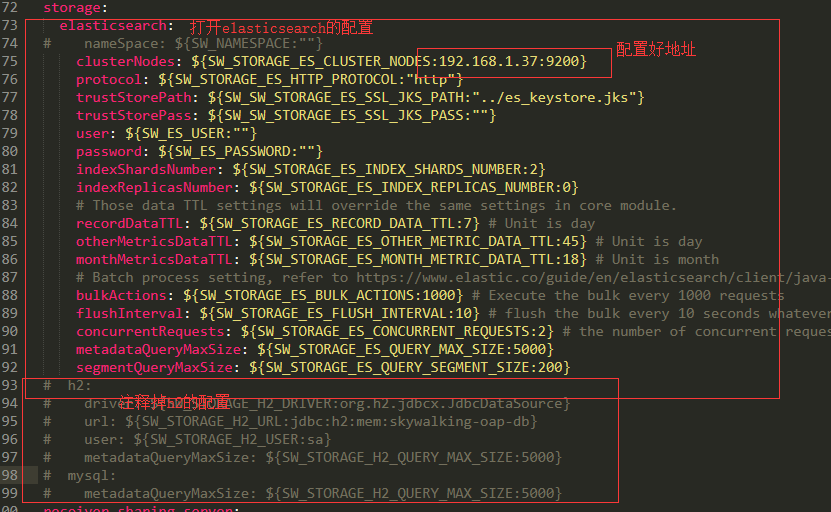 72 storage:
73 elasticsearch: 打开elasticsearch的配置
74 # nameSpace: ${SW_NAMESPACE:""}
配置好地址
75 clusterNodes: ${SW_STORAGE_ES_CLUSTER_NODES:192.168.1.37:9200}
76 protocol: ${SW_STORAGE_ES_HTTP_PROTOCOL:"http"}
77 trustStorePath: ${SW_SW_STORAGE_ES_SSL_JKS_PATH:"../es_keystore.jks"}
78 trustStorePass: ${SW_SW_STORAGE_ES_SSL_JKS_PASS:""}
79 user: ${SW_ES_USER:""}
80 password: ${SW_ES_PASSWORD:""}
81 indexShardsNumber: ${SW_STORAGE_ES_INDEX_SHARDS_NUMBER:2}
82 indexReplicasNumber: ${SW_STORAGE_ES_INDEX_REPLICAS_NUMBER:0}
83 # Those data TTL settings will override the same settings in core module.
84 recordDataTTL: ${SW_STORAGE_ES_RECORD_DATA_TTL:7} # Unit is day
85 otherMetricsDataTTL: ${SW_STORAGE_ES_OTHER_METRIC_DATA_TTL:45} # Unit is day
86 monthMetricsDataTTL: ${SW_STORAGE_ES_MONTH_METRIC_DATA_TTL:18} # Unit is month
87 # Batch process setting, refer to https://www.elastic.co/guide/en/elasticsearch/client/java-
88 bulkActions: ${SW_STORAGE_ES_BULK_ACTIONS:1000} # Execute the bulk every 1000 requests
89 flushInterval: ${SW_STORAGE_ES_FLUSH_INTERVAL:10} # flush the bulk every 10 seconds whatever
90 concurrentRequests: ${SW_STORAGE_ES_CONCURRENT_REQUESTS:2} # the number of concurrent reques
91 metadataQueryMaxSize: ${SW_STORAGE_ES_QUERY_MAX_SIZE:5000}
92 segmentQueryMaxSize: ${SW_STORAGE_ES_QUERY_SEGMENT_SIZE:200}
93 # h2:
注释掉h2的配置
94 # driver: ${SW_STORAGE_H2_DRIVER:org.h2.jdbcx.JdbcDataSource}
95 # url: ${SW_STORAGE_H2_URL:jdbc:h2:mem:skywalking-oap-db}
96 # user: ${SW_STORAGE_H2_USER:sa}
97 # metadataQueryMaxSize: ${SW_STORAGE_H2_QUERY_MAX_SIZE:5000}
98 # mysql:
99 # metadataQueryMaxSize: ${SW_STORAGE_H2_QUERY_MAX_SIZE:5000}
00 receiver-sharing-server: